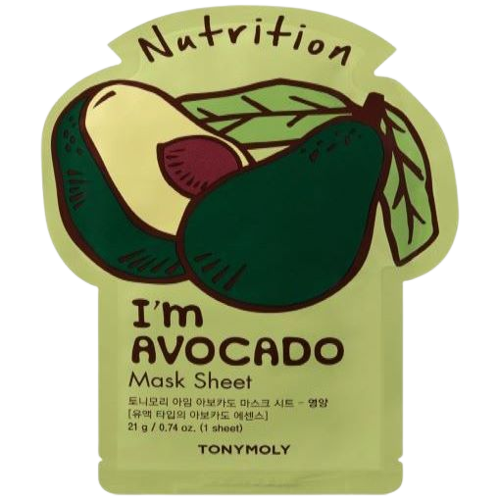 Nutrition
I'm
AVOCADO
Mask Sheet
토니모리 아임 아보카도 마스크 시트 - 영양
[유액 타입의 아보카도 에센스]
21 g / 0.74 oz. (1 sheet)
TONYMOLY